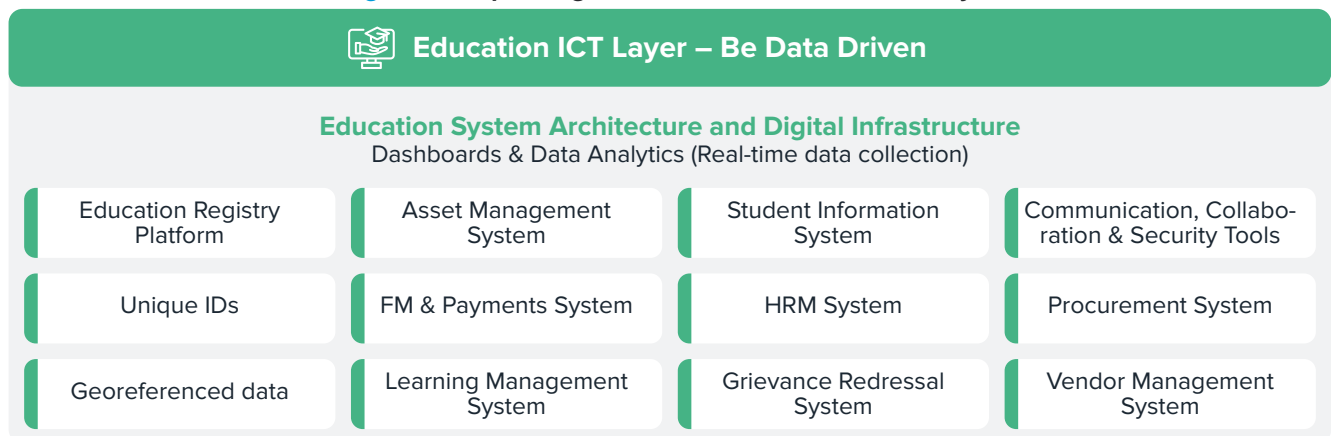 Education ICT Layer – Be Data Driven
Education System Architecture and Digital Infrastructure
Dashboards & Data Analytics (Real-time data collection)
Education Registry
Platform
Asset Management
System
Student Information
System
Communication, Collabo-
ration & Security Tools
Unique IDs
FM & Payments System
HRM System
Procurement System
Georeferenced data
Learning Management
System
Grievance Redressal
System
Vendor Management
System